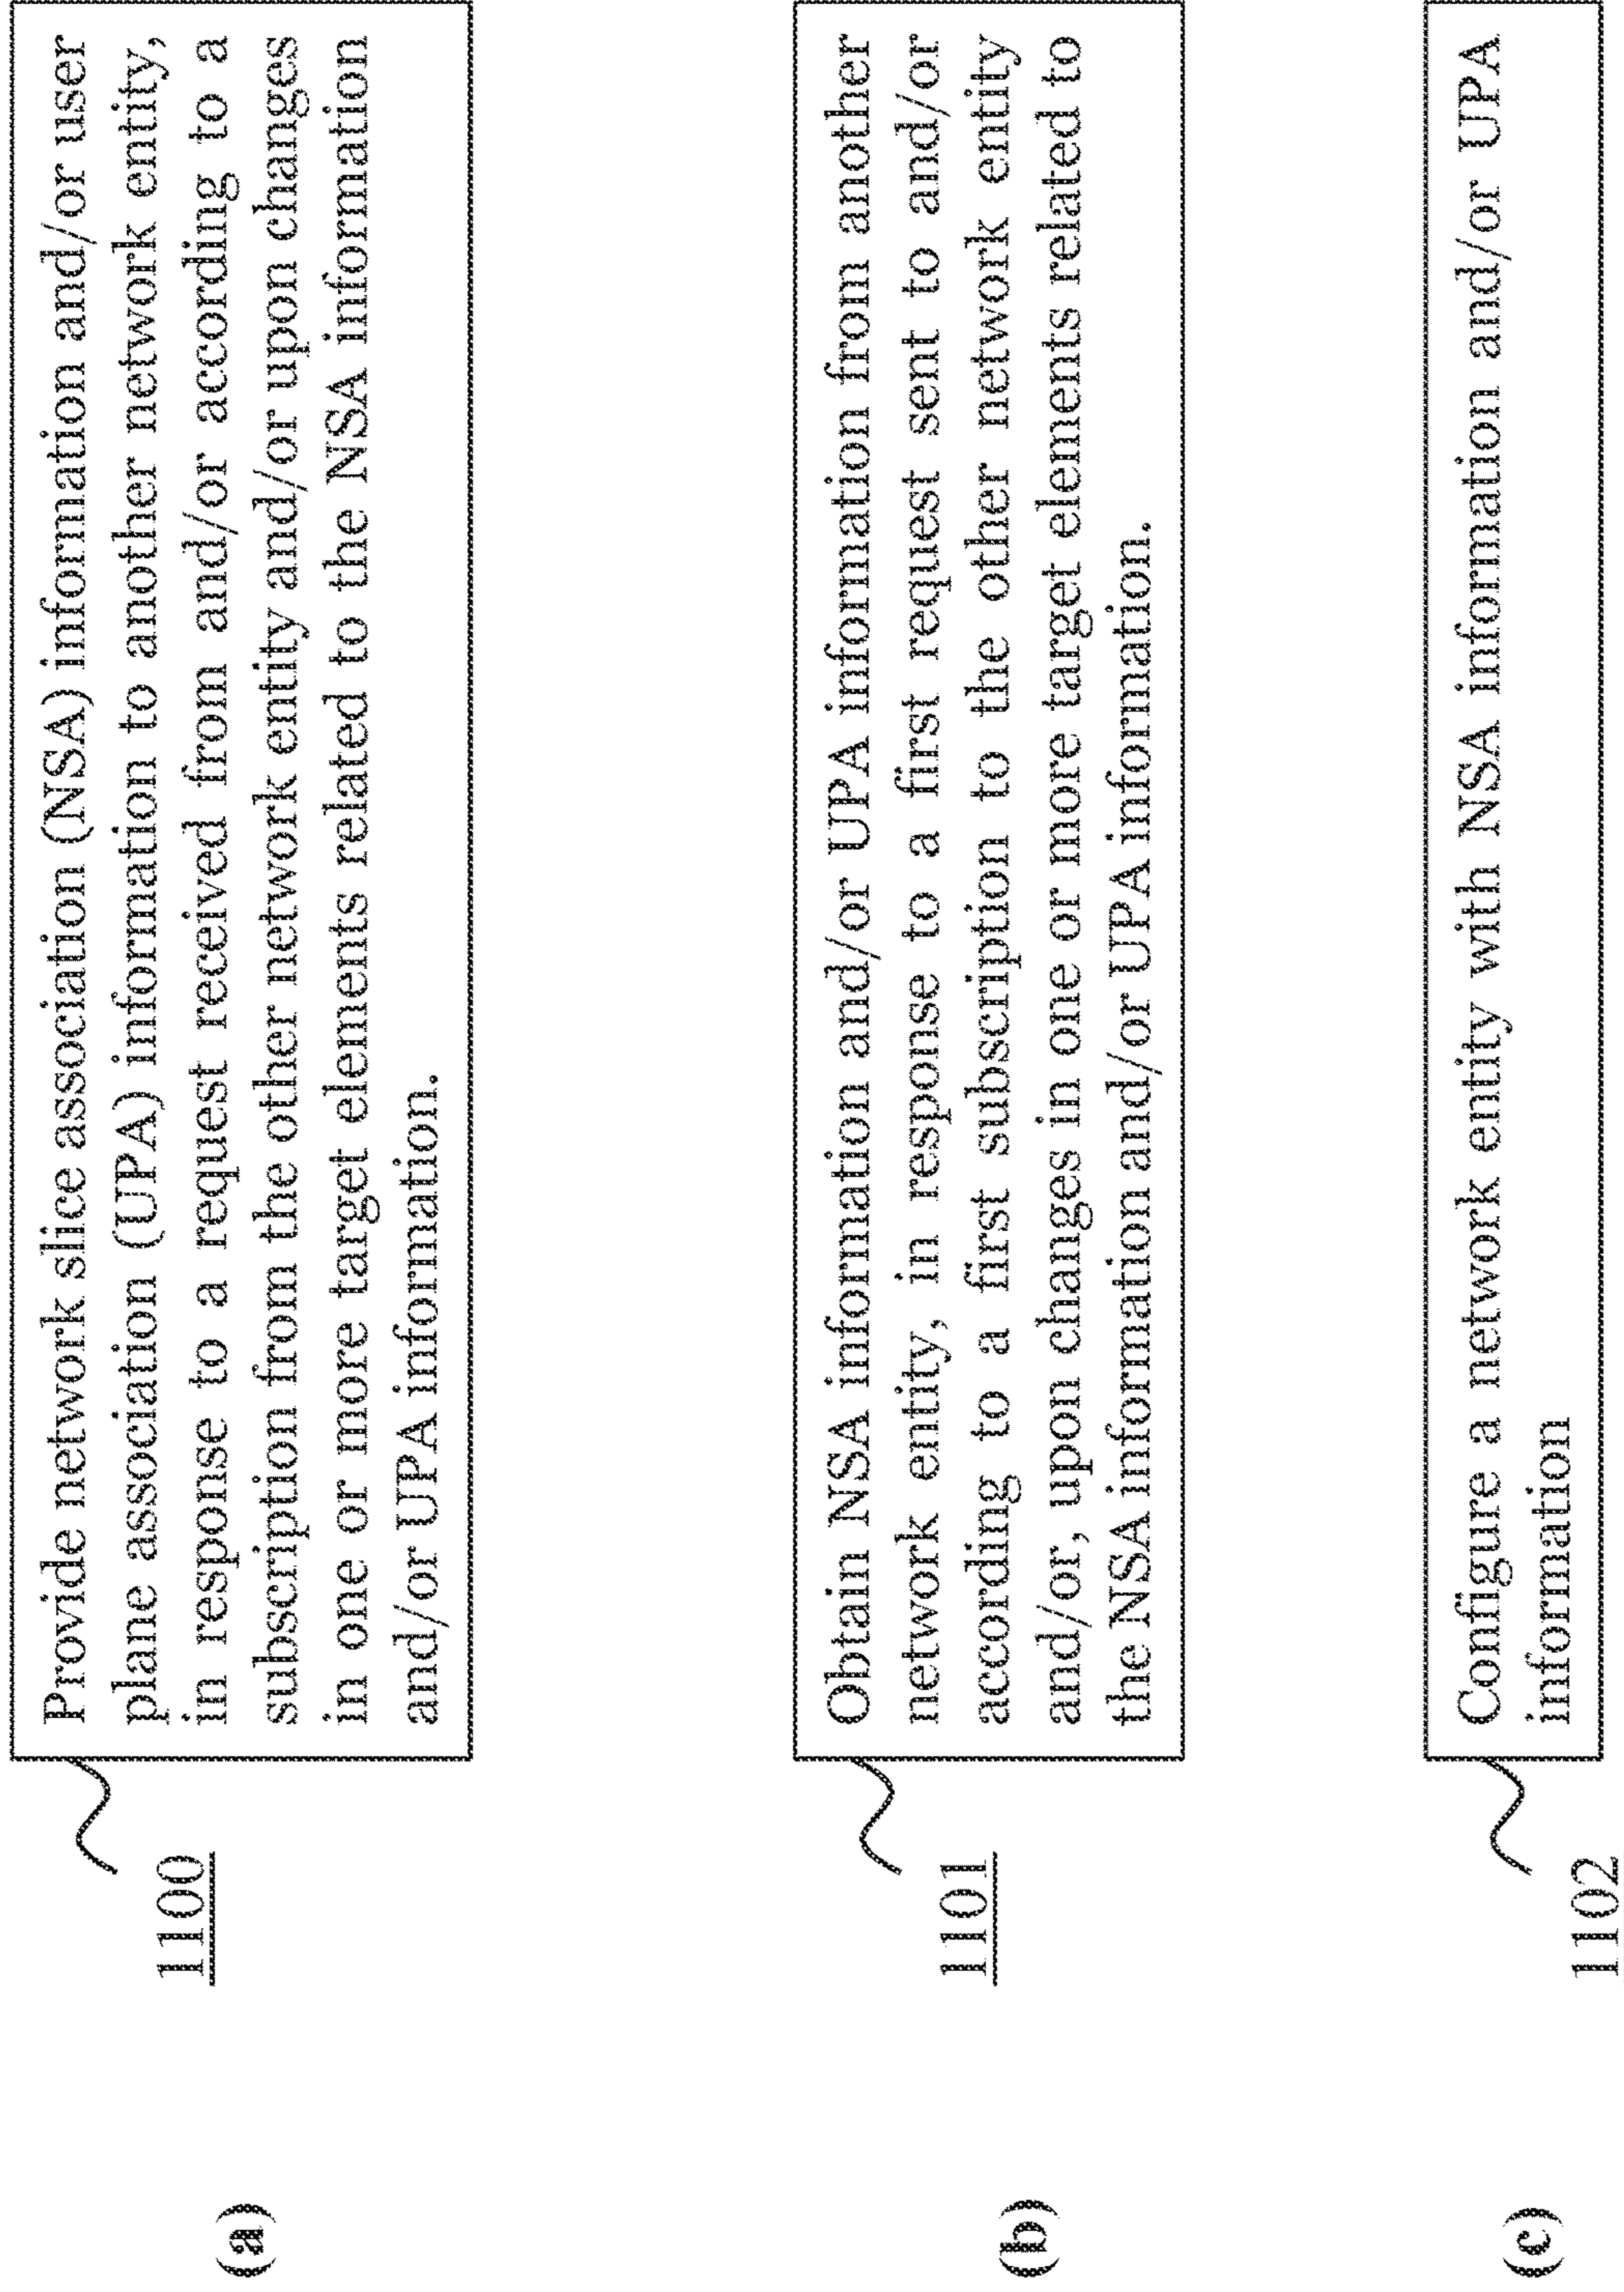 (a)
1100
Provide network slice association (NSA) information and/or user
plane association (UPA) information to another network entity,
in response to a request received from and/or according to a
subscription from the other network entity and/or upon changes
in one or more target elements related to the NSA information
and/or UPA information.
(b)
1101
Obtain NSA information and/or UPA information from another
network entity, in response to a first request sent to and/or
according to a first subscription to the other network entity
and/or, upon changes in one or more target elements related to
the NSA information and/or UPA information.
(c)
1102
Configure a network entity with NSA information and/or UPA
information